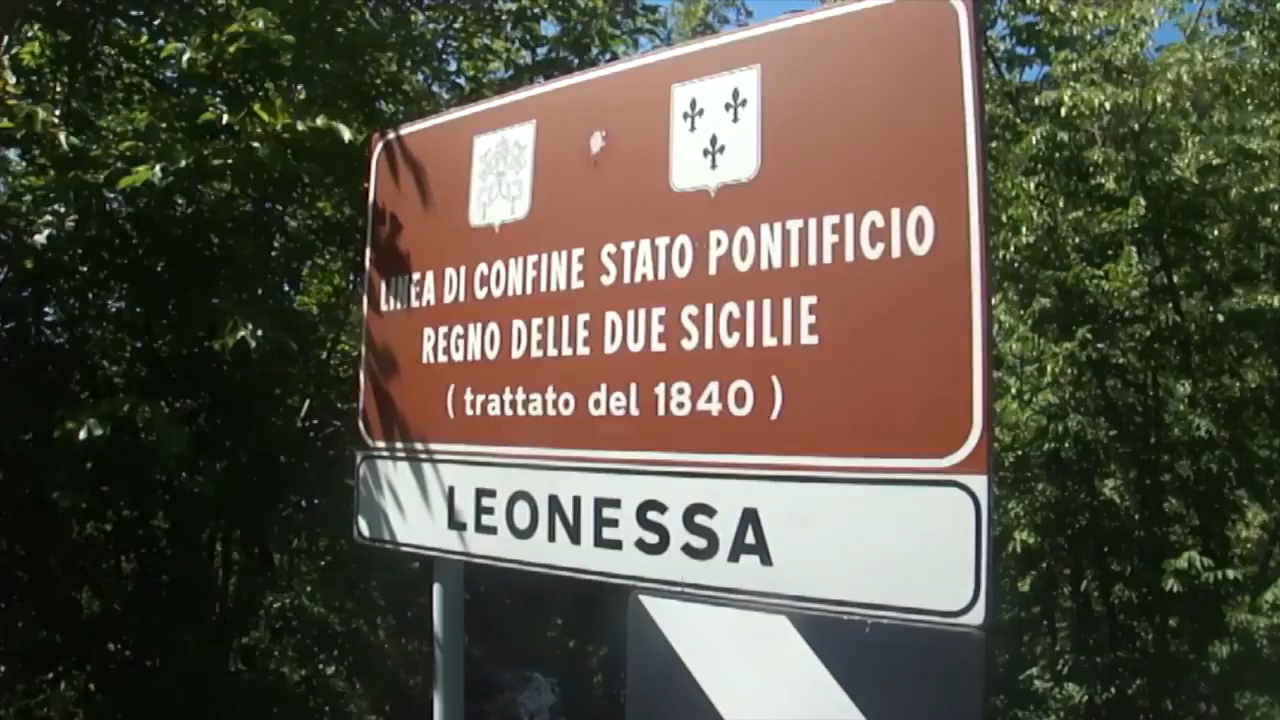 LINEA DI CONFINE STATO PONTIFICIO
REGNO DELLE DUE SICILIE
( trattato del 1840 )
LEONESSA